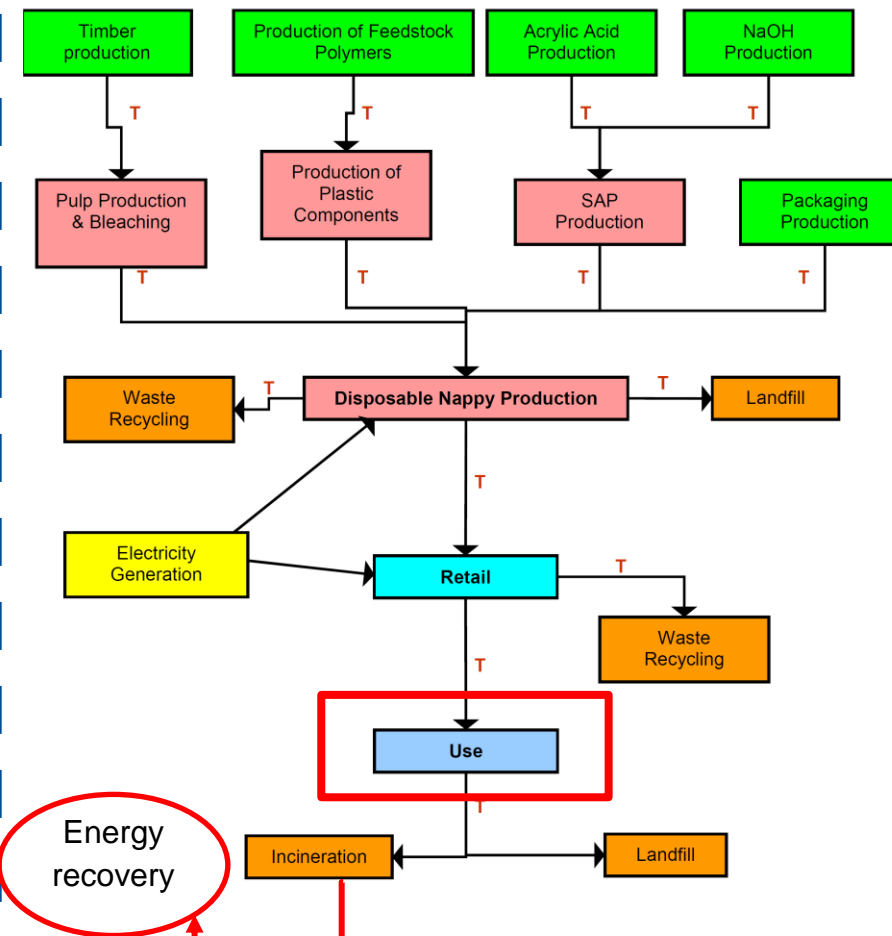 Timber
production
Production of Feedstock
Polymers
Acrylic Acid
Production
NaOH
Production
T
T
T
T
Pulp Production
& Bleaching
Production of
Plastic
Components
SAP
Production
Packaging
Production
T
T
T
T
Waste
Recycling
T
Disposable Nappy Production
T
Landfill
T
Electricity
Generation
Retail
T
Waste
Recycling
T
Use
T
Energy
recovery
Incineration
Landfill